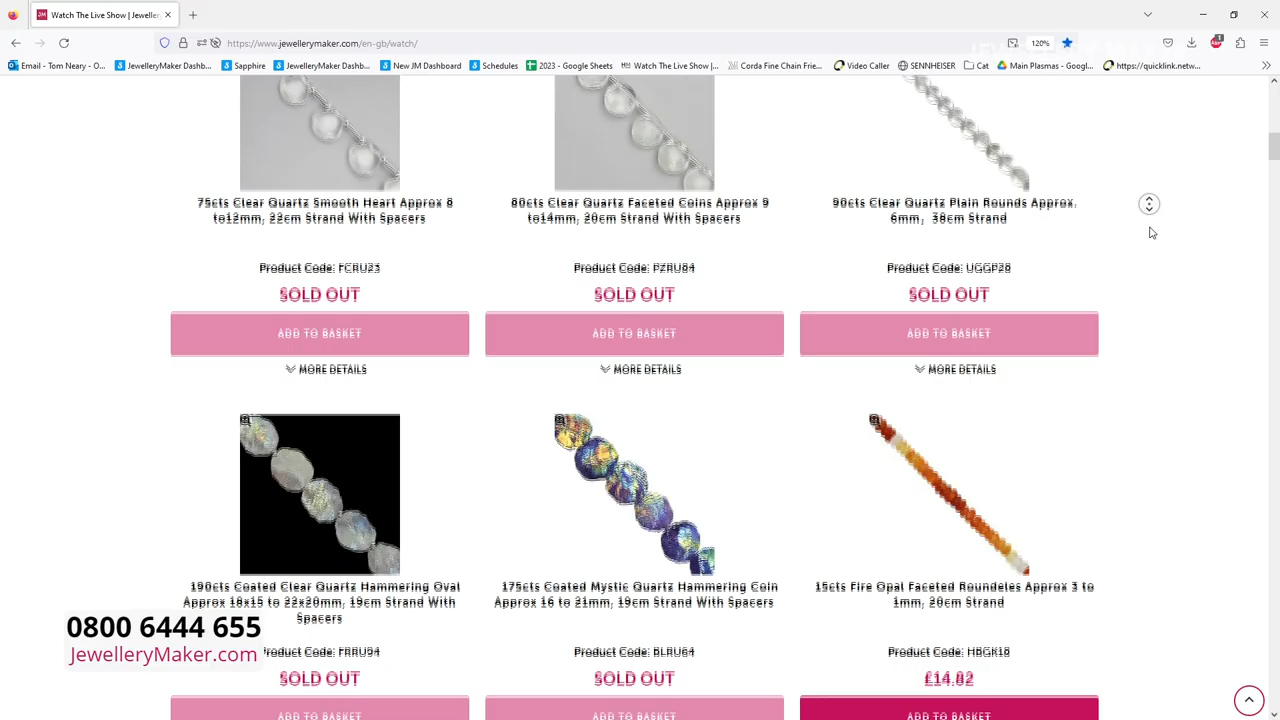 Watch The Live Show | Jeweller
https://www.jewellerymaker.com/en-gb/watch/
120%
1
Email - Tom Neary - O...
JewelleryMaker Dashb...
Sapphire
JewelleryMaker Dashb...
New JM Dashboard
Schedules
2023 - Google Sheets
Watch The Live Show |...
Corda Fine Chain Frie...
Video Caller
SENNHEISER
Cat
Main Plasmas - Googl...
https://quicklink.netw...
75cts Clear Quartz Smooth Heart Approx 8
to12mm, 22cm Strand With Spacers
Product Code: FCRU23
SOLD OUT
ADD TO BASKET
MORE DETAILS
80cts Clear Quartz Faceted Coins Approx 9
to14mm, 20cm Strand With Spacers
Product Code: PZRU84
SOLD OUT
ADD TO BASKET
MORE DETAILS
90cts Clear Quartz Plain Rounds Approx.
6mm, 38cm Strand
Product Code: UGGP28
SOLD OUT
ADD TO BASKET
MORE DETAILS
190cts Coated Clear Quartz Hammering Oval
Approx 18x15 to 22x20mm, 19cm Strand With
Spacers
Product Code: FRRU94
SOLD OUT
ADD TO BASKET
175cts Coated Mystic Quartz Hammering Coin
Approx 16 to 21mm, 19cm Strand With Spacers
Product Code: BLRU64
SOLD OUT
ADD TO BASKET
15cts Fire Opal Faceted Roundeles Approx 3 to
1mm, 20cm Strand
Product Code: HBGK18
£14.82
ADD TO BASKET
0800 6444 655
JewelleryMaker.com